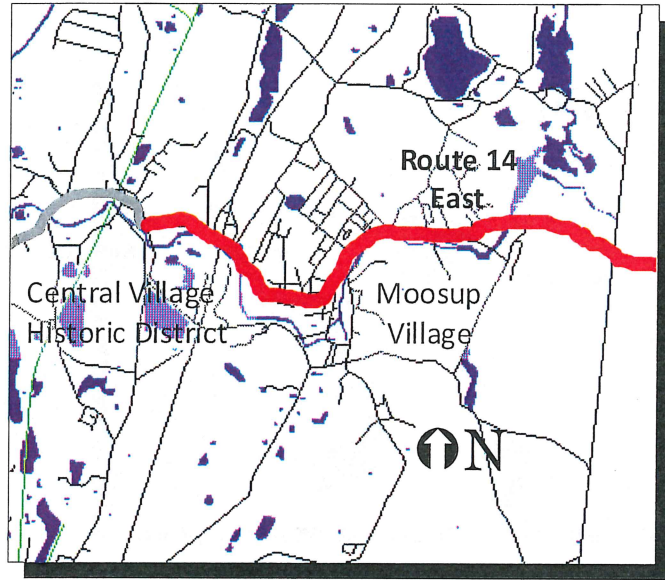 Route 14
East
Central Village
Historic District
Moosup
Village
N